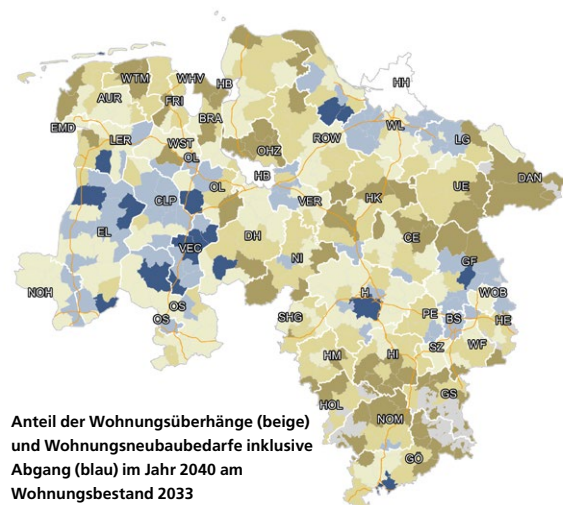 HH
WTM
WHV
HB
AUR
FRI
BRA
EMD
LER
WST
OHZ
ROW
WL
LG
OL
HB
DAN
OL
UE
CLP
VER
HK
EL
DH
CE
VEC
NI
GF
NOH
H
WOB
OS
SHG
PE
BS
HE
OS
SZ
WF
HM
HI
HOL
GS
NOM
GÖ
Anteil der Wohnungsüberhänge (beige)
und Wohnungsneubaubedarfe inklusive
Abgang (blau) im Jahr 2040 am
Wohnungsbestand 2033